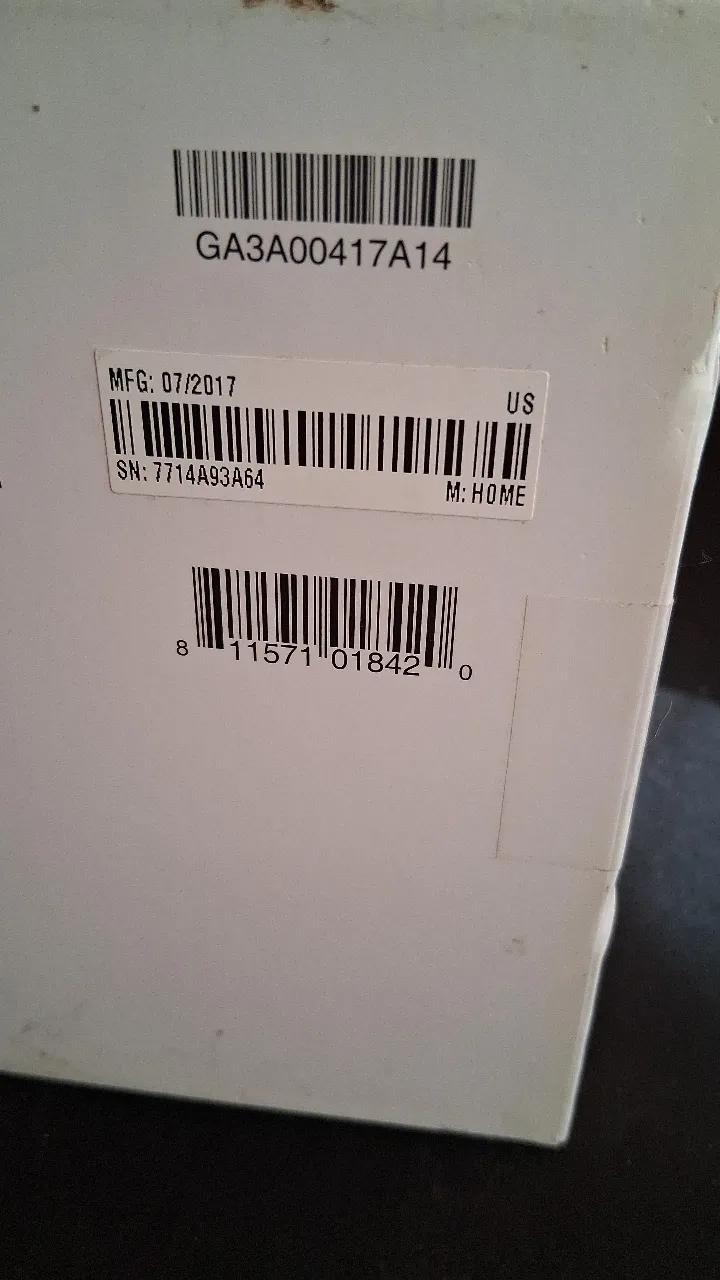 GA3A00417A14
MFG: 07/2017
US
SN: 7714A93A64
M: HOME
8 11571 01842 0